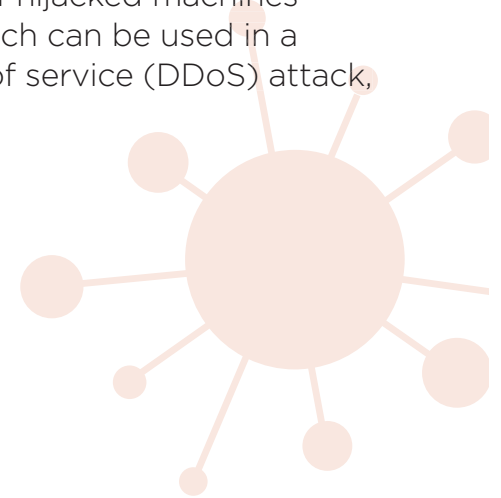 hijacked machines
ch can be used in a
of service (DDoS) attack,